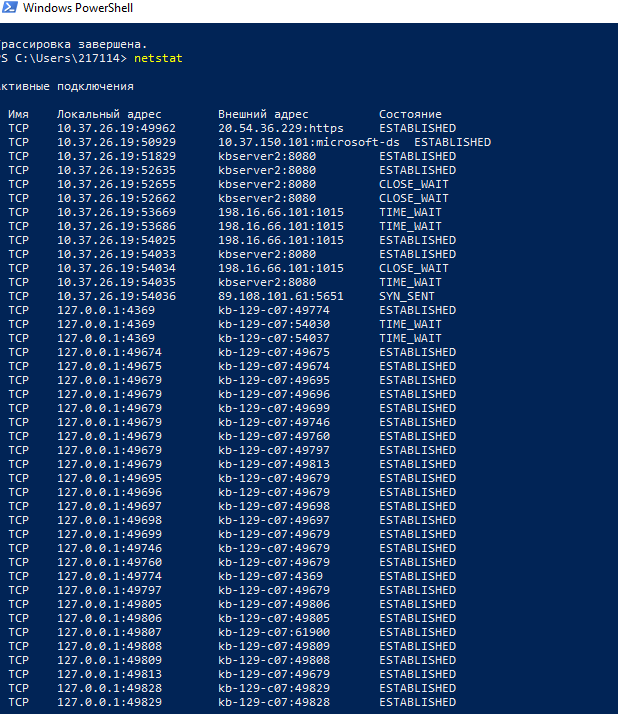 Windows PowerShell
рассировка завершена.
PS C:\Users\217114> netstat
ктивные подключения
Имя Локальный адрес Внешний адрес Состояние
TCP 10.37.26.19:49962 20.54.36.229:https ESTABLISHED
TCP 10.37.26.19:50929 10.37.150.101:microsoft-ds ESTABLISHED
TCP 10.37.26.19:51829 kbserver2:8080 ESTABLISHED
TCP 10.37.26.19:52635 kbserver2:8080 ESTABLISHED
TCP 10.37.26.19:52655 kbserver2:8080 CLOSE_WAIT
TCP 10.37.26.19:52662 kbserver2:8080 CLOSE_WAIT
TCP 10.37.26.19:53669 198.16.66.101:1015 TIME_WAIT
TCP 10.37.26.19:53686 198.16.66.101:1015 TIME_WAIT
TCP 10.37.26.19:54025 198.16.66.101:1015 ESTABLISHED
TCP 10.37.26.19:54033 kbserver2:8080 ESTABLISHED
TCP 10.37.26.19:54034 198.16.66.101:1015 CLOSE_WAIT
TCP 10.37.26.19:54035 kbserver2:8080 TIME_WAIT
TCP 10.37.26.19:54036 89.108.101.61:5651 SYN_SENT
TCP 127.0.0.1:4369 kb-129-c07:49774 ESTABLISHED
TCP 127.0.0.1:4369 kb-129-c07:54030 TIME_WAIT
TCP 127.0.0.1:4369 kb-129-c07:54037 TIME_WAIT
TCP 127.0.0.1:49674 kb-129-c07:49675 ESTABLISHED
TCP 127.0.0.1:49675 kb-129-c07:49674 ESTABLISHED
TCP 127.0.0.1:49679 kb-129-c07:49695 ESTABLISHED
TCP 127.0.0.1:49679 kb-129-c07:49696 ESTABLISHED
TCP 127.0.0.1:49679 kb-129-c07:49699 ESTABLISHED
TCP 127.0.0.1:49679 kb-129-c07:49746 ESTABLISHED
TCP 127.0.0.1:49679 kb-129-c07:49760 ESTABLISHED
TCP 127.0.0.1:49679 kb-129-c07:49797 ESTABLISHED
TCP 127.0.0.1:49679 kb-129-c07:49813 ESTABLISHED
TCP 127.0.0.1:49695 kb-129-c07:49679 ESTABLISHED
TCP 127.0.0.1:49696 kb-129-c07:49679 ESTABLISHED
TCP 127.0.0.1:49697 kb-129-c07:49698 ESTABLISHED
TCP 127.0.0.1:49698 kb-129-c07:49697 ESTABLISHED
TCP 127.0.0.1:49699 kb-129-c07:49679 ESTABLISHED
TCP 127.0.0.1:49746 kb-129-c07:49679 ESTABLISHED
TCP 127.0.0.1:49760 kb-129-c07:49679 ESTABLISHED
TCP 127.0.0.1:49774 kb-129-c07:4369 ESTABLISHED
TCP 127.0.0.1:49797 kb-129-c07:49679 ESTABLISHED
TCP 127.0.0.1:49805 kb-129-c07:49806 ESTABLISHED
TCP 127.0.0.1:49806 kb-129-c07:49805 ESTABLISHED
TCP 127.0.0.1:49807 kb-129-c07:61900 ESTABLISHED
TCP 127.0.0.1:49808 kb-129-c07:49809 ESTABLISHED
TCP 127.0.0.1:49809 kb-129-c07:49808 ESTABLISHED
TCP 127.0.0.1:49813 kb-129-c07:49679 ESTABLISHED
TCP 127.0.0.1:49828 kb-129-c07:49829 ESTABLISHED
TCP 127.0.0.1:49829 kb-129-c07:49828 ESTABLISHED